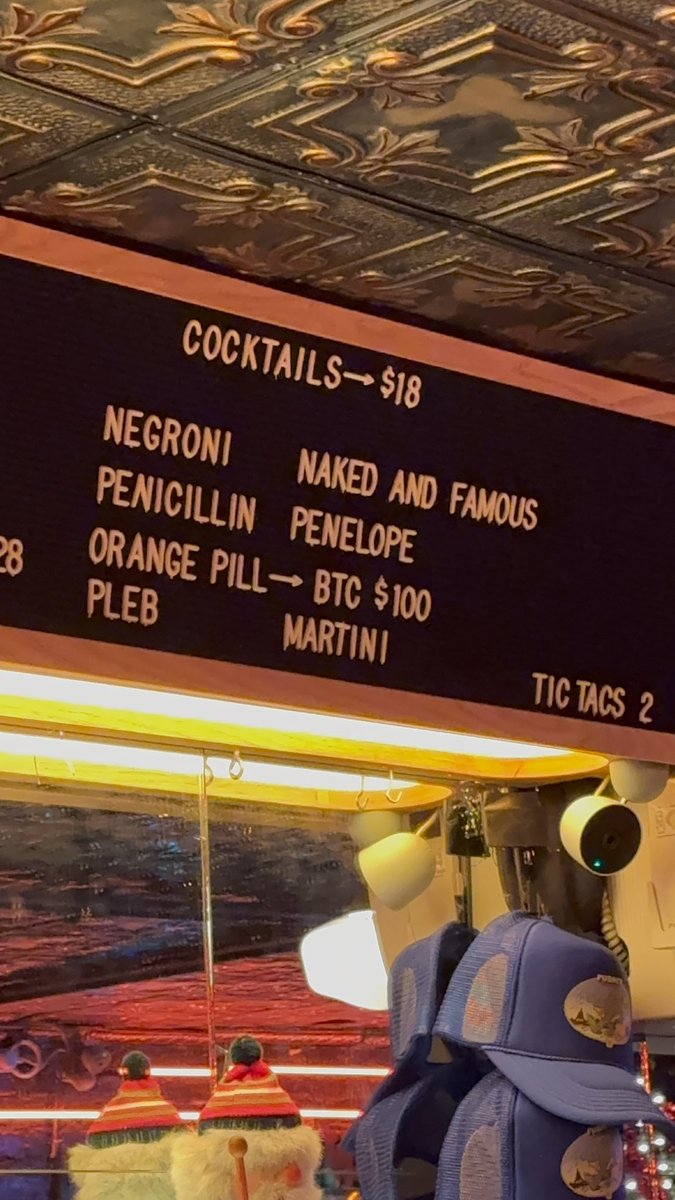 COCKTAILS→$18
NEGRONI NAKED AND FAMOUS
PENICILLIN PENELOPE
28 ORANGE PILL→ BTC $100
PLEB MARTINI
TIC TACS 2